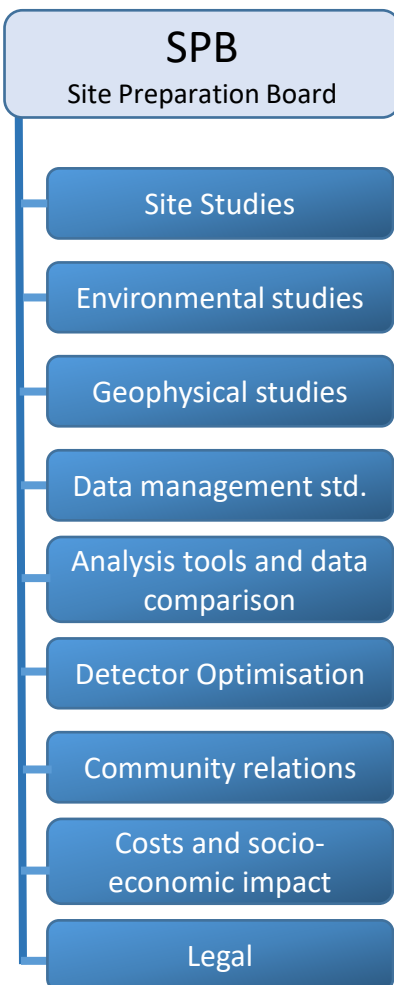 SPB
Site Preparation Board
Site Studies
Environmental studies
Geophysical studies
Data management std.
Analysis tools and data
comparison
Detector Optimisation
Community relations
Costs and socio-
economic impact
Legal